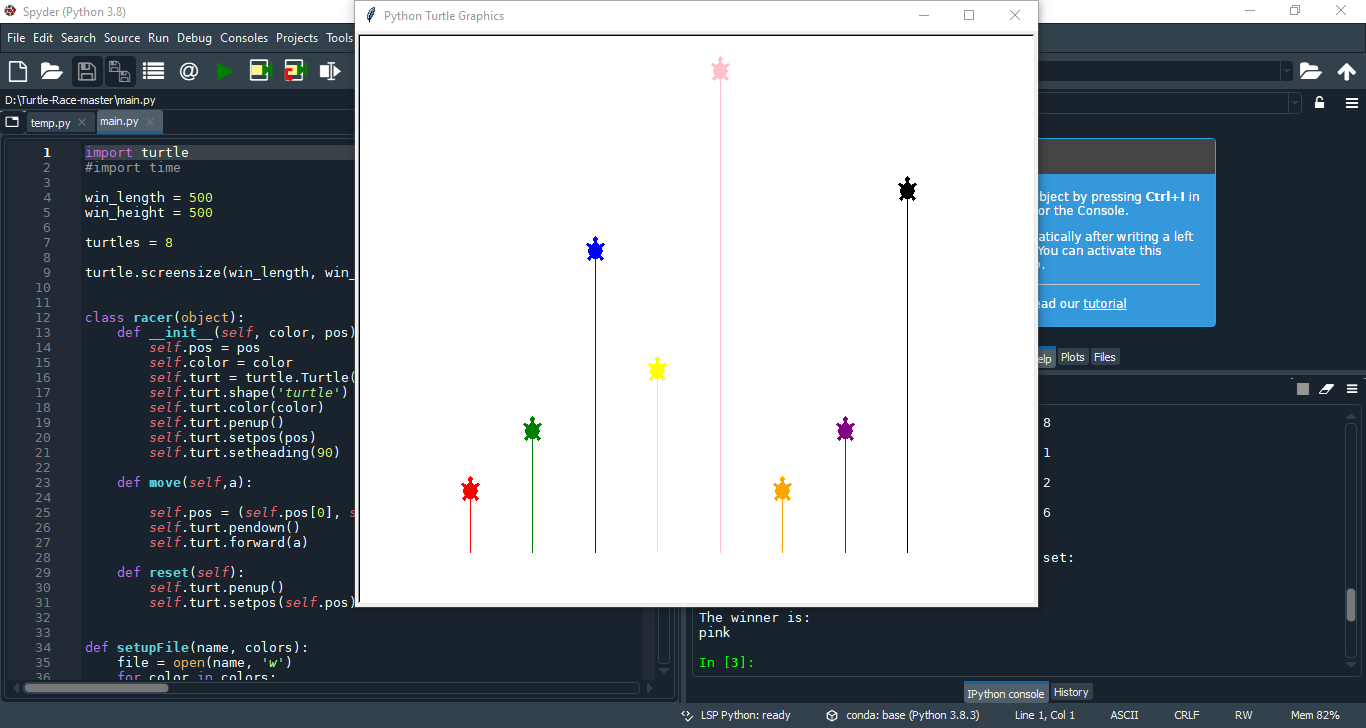 Spyder (Python 3.8)
Python Turtle Graphics
File Edit Search Source Run Debug Consoles Projects Tools
D:\Turtle-Race-master\main.py
temp.py
main.py
1 import turtle
2 #import time
3
4 win_length = 500
5 win_height = 500
6
7 turtles = 8
8
9 turtle.screensize(win_length, win_
10
11
12 class racer(object):
13 def __init__(self, color, pos)
14 self.pos = pos
15 self.color = color
16 self.turt = turtle.Turtle(
17 self.turt.shape('turtle')
18 self.turt.color(color)
19 self.turt.penup()
20 self.turt.setpos(pos)
21 self.turt.setheading(90)
22
23 def move(self,a):
24
25 self.pos = (self.pos[0], s
26 self.turt.pendown()
27 self.turt.forward(a)
28
29 def reset(self):
30 self.turt.penup()
31 self.turt.setpos(self.pos)
32
33
34 def setupFile(name, colors):
35 file = open(name, 'w')
36 for color in colors:
bject by pressing Ctrl+I in
or the Console.
atically after writing a left
You can activate this
ead our tutorial
elp Plots Files
8
1
2
6
set:
The winner is:
pink
In [3]:
IPython console History
LSP Python: ready conda: base (Python 3.8.3) Line 1, Col 1 ASCII CRLF RW Mem 82%